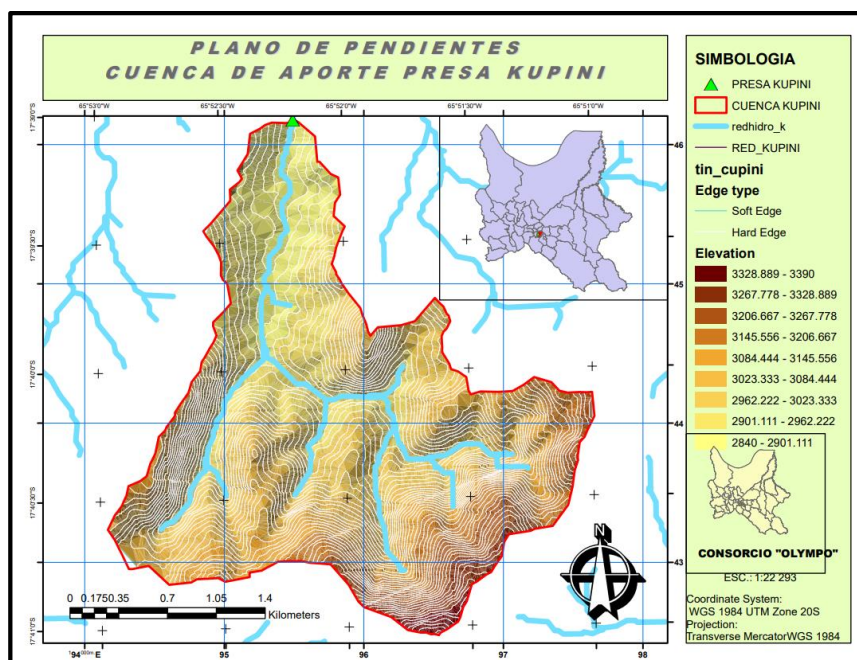 PLANO DE PENDIENTES
CUENCA DE APORTE PRESA KUPINI
65°53'0"W
65°52'30"W
65°52'0"W
65°51'30"W
65°51'0"W
17°39'0"S
17°39'30"S
17°40'0"S
17°40'30"S
17°41'0"S
46
45
44
43
194000m E
95
96
97
98
0 0.175 0.35 0.7 1.05 1.4
Kilometers
N
SIMBOLOGIA
PRESA KUPINI
CUENCA KUPINI
redhidro_k
RED_KUPINI
tin_cupini
Edge type
Soft Edge
Hard Edge
Elevation
3328.889 - 3390
3267.778 - 3328.889
3206.667 - 3267.778
3145.556 - 3206.667
3084.444 - 3145.556
3023.333 - 3084.444
2962.222 - 3023.333
2901.111 - 2962.222
2840 - 2901.111
CONSORCIO "OLYMPO"
ESC.: 1:22 293
Coordinate System:
WGS 1984 UTM Zone 20S
Projection:
Transverse MercatorWGS 1984